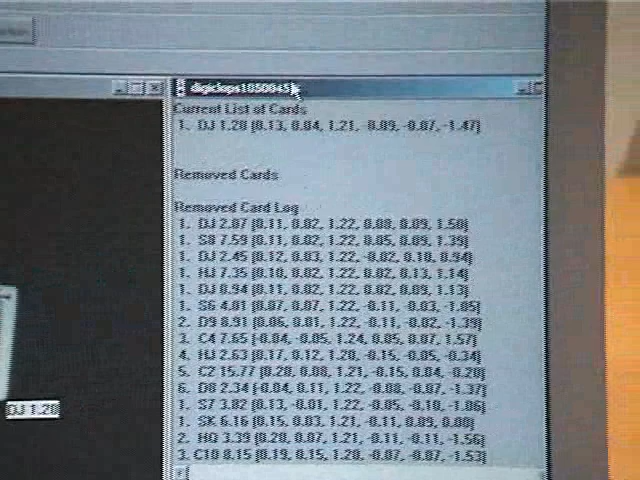 digiclops1050045
Current List of Cards
1. DJ 1.20 [0.13, 0.04, 1.21, -0.09, -0.07, -1.47]
Removed Cards
Removed Card Log
1. DJ 2.07 [0.11, 0.02, 1.22, 0.08, 0.09, 1.50]
1. S8 7.59 [0.11, 0.02, 1.22, 0.05, 0.09, 1.39]
1. DJ 2.45 [0.12, 0.03, 1.22, -0.02, 0.10, 0.94]
1. HJ 7.35 [0.10, 0.02, 1.22, 0.02, 0.13, 1.14]
1. DJ 0.94 [0.11, 0.02, 1.22, 0.02, 0.09, 1.13]
1. S6 4.01 [0.07, 0.07, 1.22, -0.11, -0.03, -1.05]
2. D9 8.91 [0.06, 0.01, 1.22, -0.11, -0.02, -1.39]
3. C4 7.65 [-0.04, -0.05, 1.24, 0.05, 0.07, 1.57]
4. HJ 2.63 [0.17, 0.12, 1.20, -0.15, -0.05, -0.34]
5. C2 15.77 [0.20, 0.08, 1.21, -0.15, 0.04, -0.20]
6. D8 2.34 [-0.04, 0.11, 1.22, -0.08, -0.07, -1.37]
1. S7 3.82 [0.13, -0.01, 1.22, -0.05, -0.10, -1.06]
1. SK 6.16 [0.15, 0.03, 1.21, -0.11, 0.09, 0.00]
2. HQ 3.39 [0.20, 0.07, 1.21, -0.11, -0.11, -1.56]
3. C10 8.15 [0.19, 0.15, 1.20, -0.07, -0.07, -1.53]
DJ 1.20